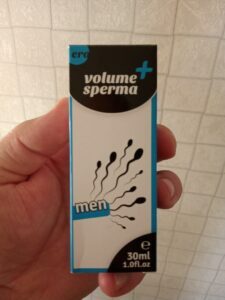 ero
volume +
sperma
men
e
30ml
1.0fl.oz